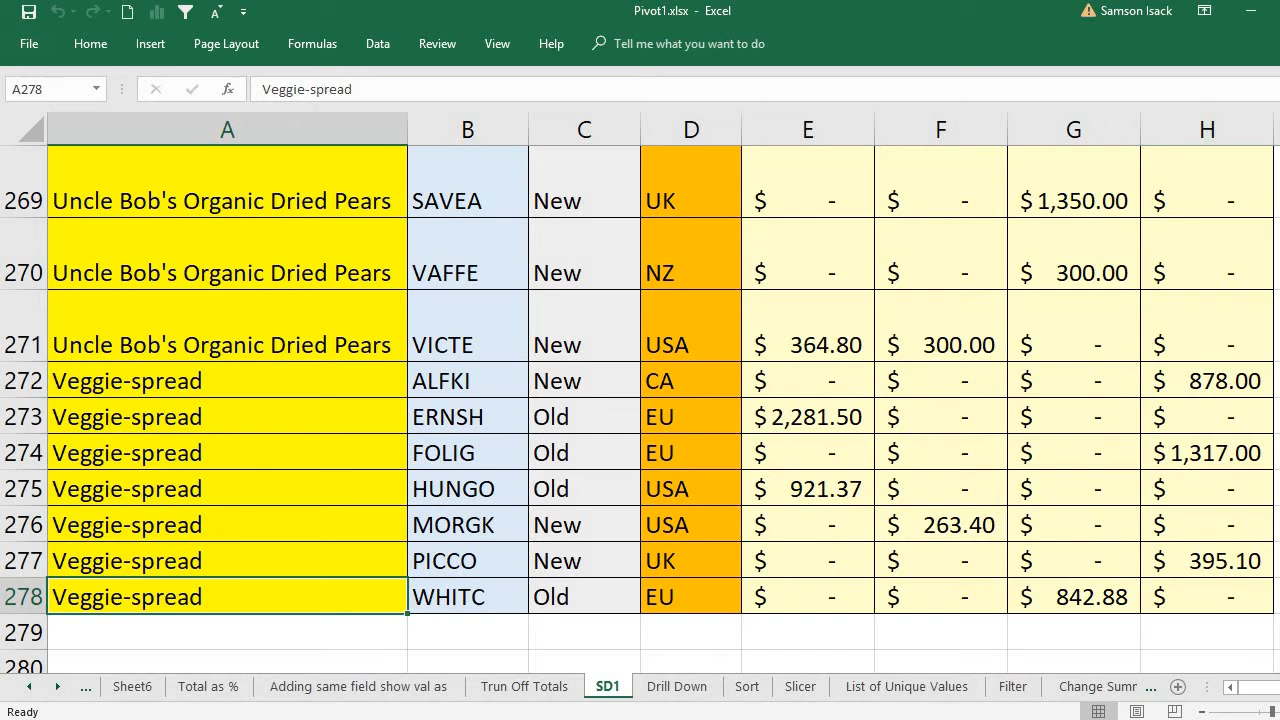 Pivot1.xlsx - Excel
Samson Isack
File Home Insert Page Layout Formulas Data Review View Help Tell me what you want to do
A278 fx Veggie-spread
A B C D E F G H
269 Uncle Bob's Organic Dried Pears SAVEA New UK $ - $ - $ 1,350.00 $ -
270 Uncle Bob's Organic Dried Pears VAFFE New NZ $ - $ - $ 300.00 $ -
271 Uncle Bob's Organic Dried Pears VICTE New USA $ 364.80 $ 300.00 $ - $ -
272 Veggie-spread ALFKI New CA $ - $ - $ - $ 878.00
273 Veggie-spread ERNSH Old EU $ 2,281.50 $ - $ - $ -
274 Veggie-spread FOLIG Old EU $ - $ - $ - $ 1,317.00
275 Veggie-spread HUNGO Old USA $ 921.37 $ - $ - $ -
276 Veggie-spread MORGK New USA $ - $ 263.40 $ - $ -
277 Veggie-spread PICCO New UK $ - $ - $ - $ 395.10
278 Veggie-spread WHITC Old EU $ - $ - $ 842.88 $ -
279
280
... Sheet6 Total as % Adding same field show val as Trun Off Totals SD1 Drill Down Sort Slicer List of Unique Values Filter Change Sumr ...
Ready